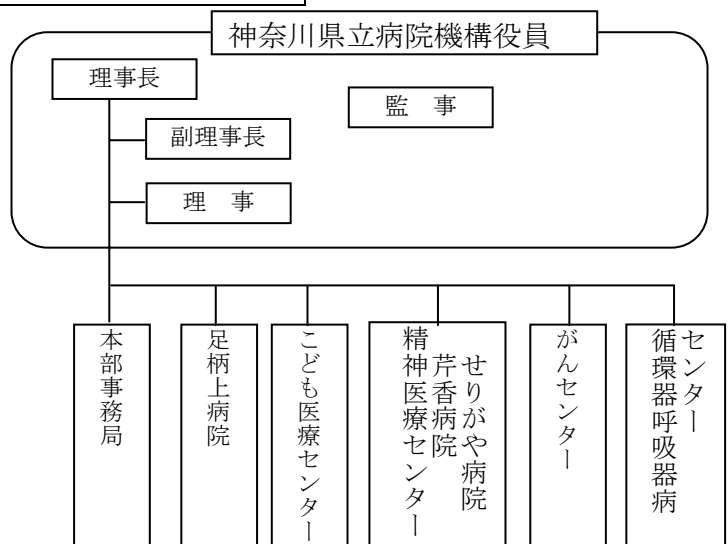 神奈川県立病院機構役員
理事長
監　事
副理事長
理　事
本部事務局
足柄上病院
こども医療センター
精神医療センター
芹香病院
せりがや病院
がんセンター
循環器呼吸器病
センター